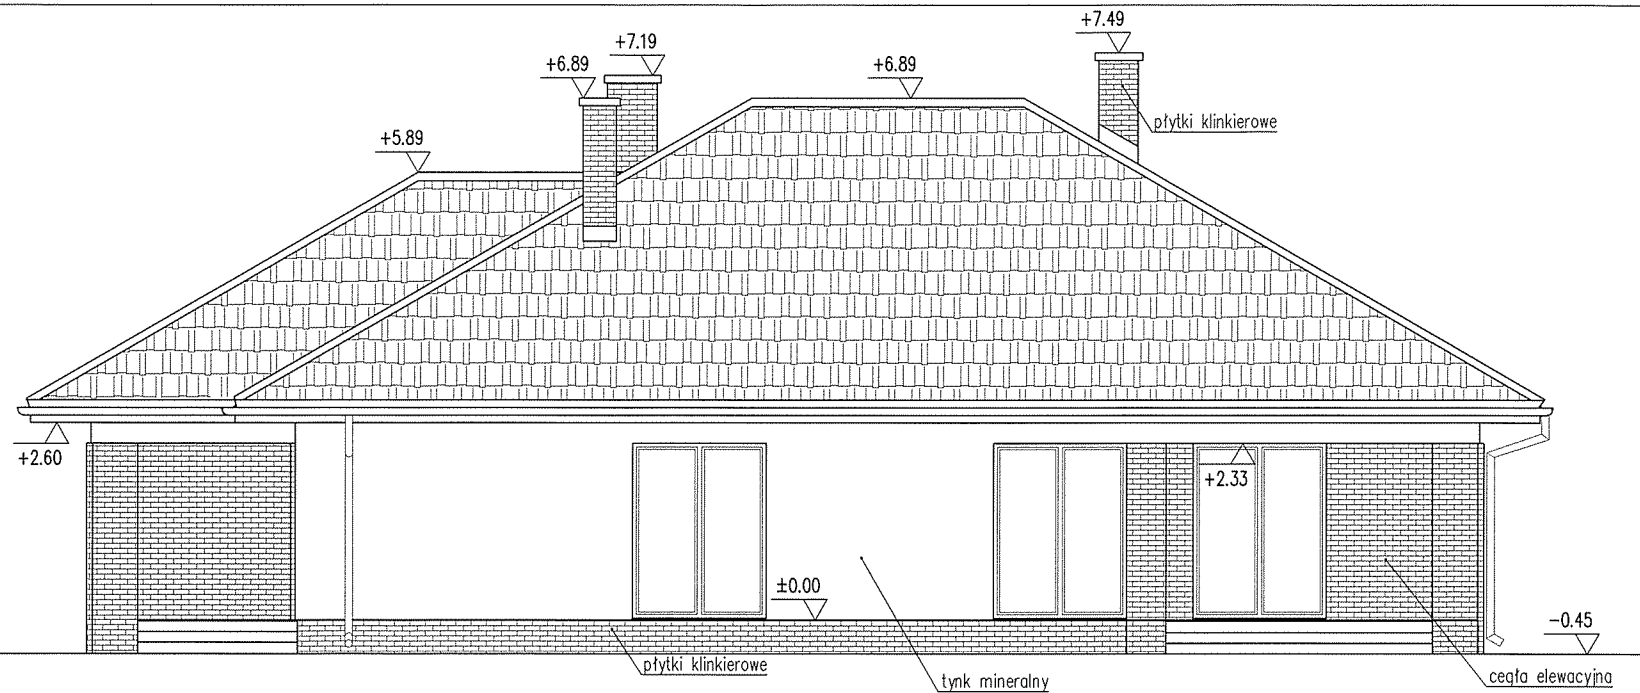 +7.49
+7.19
+6.89
+6.89
płytki klinkierowe
+5.89
+2.60
+2.33
±0.00
-0.45
płytki klinkierowe
tynk mineralny
cegła elewacyjna